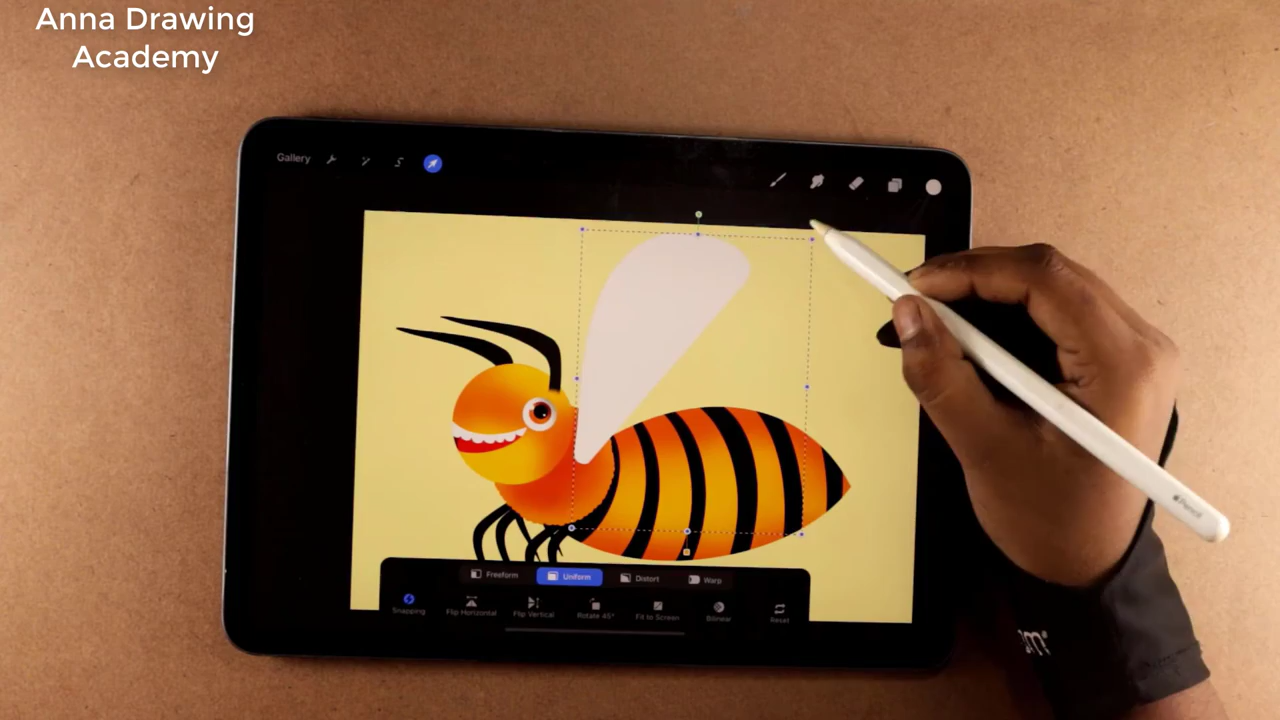 Anna Drawing
Academy
Gallery
Freeform
Uniform
Distort
Warp
Snapping
Flip Horizontal
Flip Vertical
Rotate 45°
Fit to Screen
Bilinear
Reset
Pencil